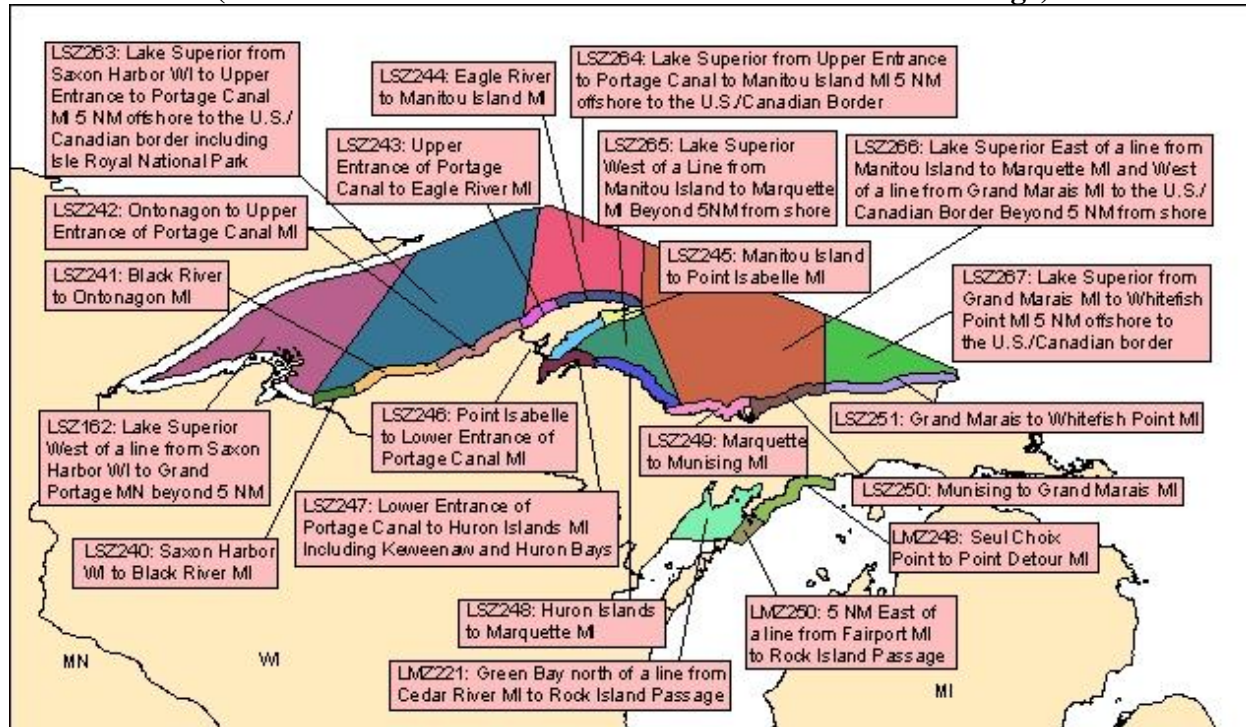 LSZ263: Lake Superior from
Saxon Harbor WI to Upper
Entrance to Portage Canal
MI 5 NM offshore to the U.S./
Canadian border including
Isle Royal National Park
LSZ244: Eagle River
to Manitou Island MI
LSZ264: Lake Superior from Upper Entrance
to Portage Canal to Manitou Island MI 5 NM
offshore to the U.S./Canadian Border
LSZ243: Upper
Entrance of Portage
Canal to Eagle River MI
LSZ265: Lake Superior
West of a Line from
Manitou Island to Marquette
MI Beyond 5NM from shore
LSZ266: Lake Superior East of a line from
Manitou Island to Marquette MI and West
of a line from Grand Marais MI to the U.S./
Canadian Border Beyond 5 NM from shore
LSZ242: Ontonagon to Upper
Entrance of Portage Canal MI
LSZ245: Manitou Island
to Point Isabelle MI
LSZ241: Black River
to Ontonagon MI
LSZ267: Lake Superior from
Grand Marais MI to Whitefish
Point MI 5 NM offshore to
the U.S./Canadian border
LSZ162: Lake Superior
West of a line from Saxon
Harbor WI to Grand
Portage MN beyond 5 NM
LSZ246: Point Isabelle
to Lower Entrance of
Portage Canal MI
LSZ249: Marquette
to Munising MI
LSZ251: Grand Marais to Whitefish Point MI
LSZ250: Munising to Grand Marais MI
LSZ247: Lower Entrance of
Portage Canal to Huron Islands MI
Including Keweenaw and Huron Bays
LMZ248: Seul Choix
Point to Point Detour MI
LSZ240: Saxon Harbor
WI to Black River MI
LSZ248: Huron Islands
to Marquette MI
LMZ250: 5 NM East of
a line from Fairport MI
to Rock Island Passage
LMZ221: Green Bay north of a line from
Cedar River MI to Rock Island Passage
MN
WI
MI